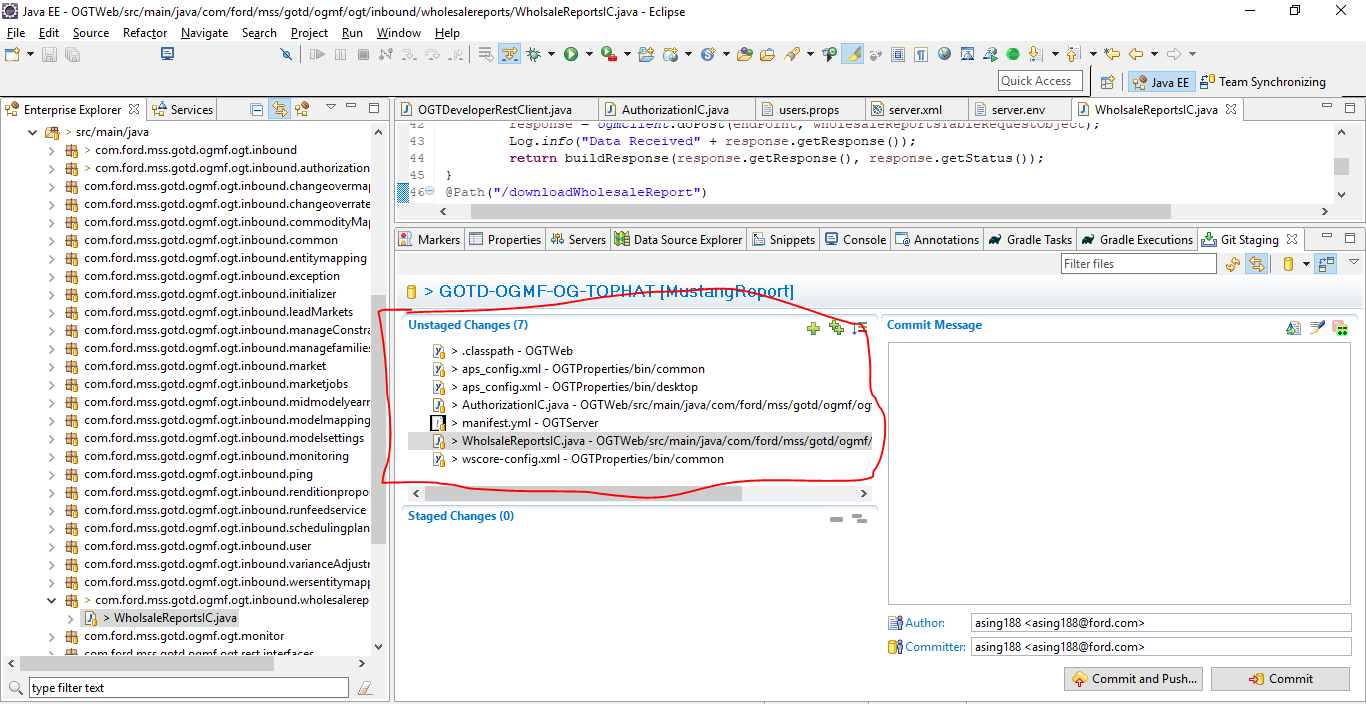 Java EE - OGTWeb/src/main/java/com/ford/mss/gotd/ogmf/ogt/inbound/wholesalereports/WholsaleReportsIC.java - Eclipse
File Edit Source Refactor Navigate Search Project Run Window Help
Quick Access
Java EE
Team Synchronizing
Enterprise Explorer
Services
> src/main/java
> com.ford.mss.gotd.ogmf.ogt.inbound
> com.ford.mss.gotd.ogmf.ogt.inbound.authorization
com.ford.mss.gotd.ogmf.ogt.inbound.changeovermap
com.ford.mss.gotd.ogmf.ogt.inbound.changeoverrate
com.ford.mss.gotd.ogmf.ogt.inbound.commodityMa
com.ford.mss.gotd.ogmf.ogt.inbound.common
com.ford.mss.gotd.ogmf.ogt.inbound.entitymapping
com.ford.mss.gotd.ogmf.ogt.inbound.exception
com.ford.mss.gotd.ogmf.ogt.inbound.initializer
com.ford.mss.gotd.ogmf.ogt.inbound.leadMarkets
com.ford.mss.gotd.ogmf.ogt.inbound.manageConstra
com.ford.mss.gotd.ogmf.ogt.inbound.managefamilies
com.ford.mss.gotd.ogmf.ogt.inbound.market
com.ford.mss.gotd.ogmf.ogt.inbound.marketjobs
com.ford.mss.gotd.ogmf.ogt.inbound.midmodelyearr
com.ford.mss.gotd.ogmf.ogt.inbound.modelmapping
com.ford.mss.gotd.ogmf.ogt.inbound.modelsettings
com.ford.mss.gotd.ogmf.ogt.inbound.monitoring
com.ford.mss.gotd.ogmf.ogt.inbound.ping
com.ford.mss.gotd.ogmf.ogt.inbound.renditionpropo
com.ford.mss.gotd.ogmf.ogt.inbound.runfeedservice
com.ford.mss.gotd.ogmf.ogt.inbound.schedulingplan
com.ford.mss.gotd.ogmf.ogt.inbound.user
com.ford.mss.gotd.ogmf.ogt.inbound.varianceAdjustr
com.ford.mss.gotd.ogmf.ogt.inbound.wersentitymapp
> com.ford.mss.gotd.ogmf.ogt.inbound.wholesalerep
> WholsaleReportsIC.java
com.ford.mss.gotd.ogmf.ogt.monitor
com.ford.mss.gotd.ogmf.ogt.rest.interfaces
type filter text
OGTDeveloperRestClient.java
AuthorizationIC.java
users.props
server.xml
server.env
WholsaleReportsIC.java
42 response = ogmClient.doPost(endPoint, wholesaleReportsTableRequestObject);
43 Log.info("Data Received" + response.getResponse());
44 return buildResponse(response.getResponse(), response.getStatus());
45 }
46 @Path("/downloadWholesaleReport")
Markers
Properties
Servers
Data Source Explorer
Snippets
Console
Annotations
Gradle Tasks
Gradle Executions
Git Staging
Filter files
> GOTD-OGMF-OG-TOPHAT [MustangReport]
Unstaged Changes (7)
> .classpath - OGTWeb
> aps_config.xml - OGTProperties/bin/common
> aps_config.xml - OGTProperties/bin/desktop
> AuthorizationIC.java - OGTWeb/src/main/java/com/ford/mss/gotd/ogmf/og
> manifest.yml - OGTServer
> WholsaleReportsIC.java - OGTWeb/src/main/java/com/ford/mss/gotd/ogmf/
> wscore-config.xml - OGTProperties/bin/common
Staged Changes (0)
Commit Message
Author: asing188 <asing188@ford.com>
Committer: asing188 <asing188@ford.com>
Commit and Push...
Commit